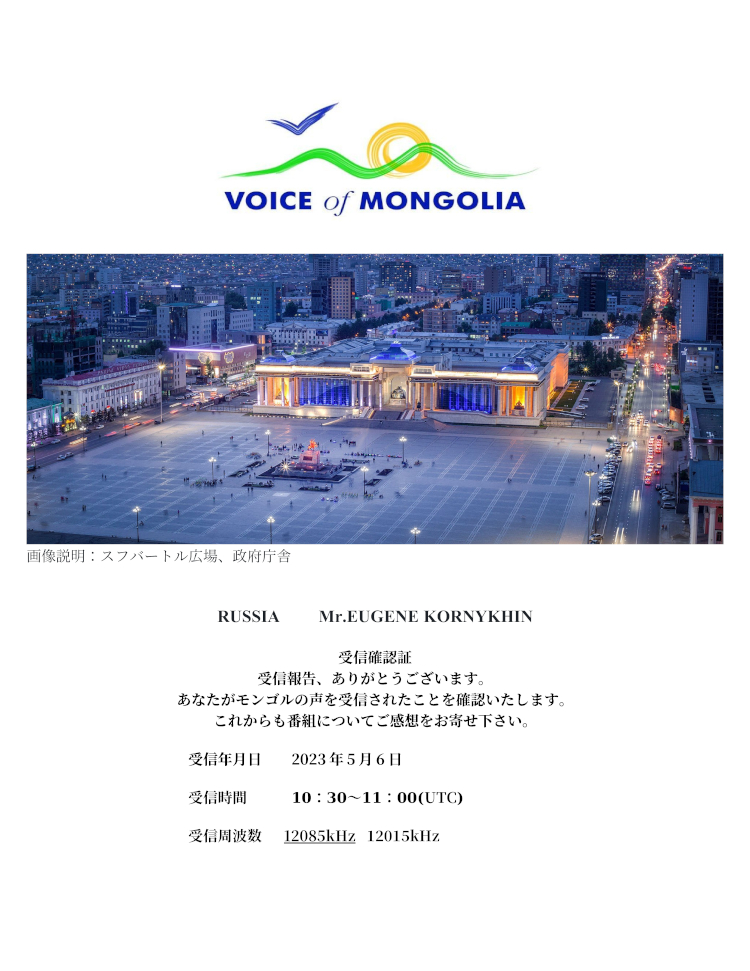 VOICE of MONGOLIA
画像説明：スフバートル広場、政府庁舎
RUSSIA Mr.EUGENE KORNYKHIN
受信確認証
受信報告、ありがとうございます。
あなたがモンゴルの声を受信されたことを確認いたします。
これからも番組についてご感想をお寄せ下さい。
受信年月日 2023年５月６日
受信時間 10：30～11：00(UTC)
受信周波数 12085kHz 12015kHz